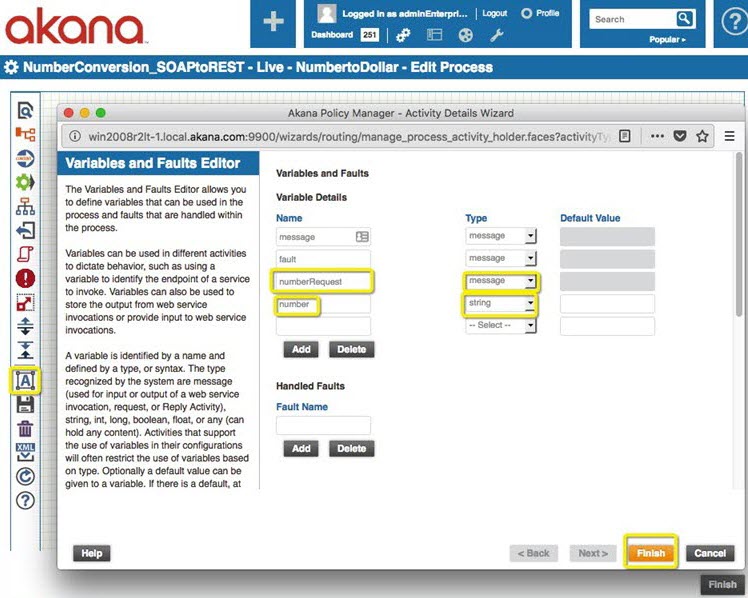 akana
Logged in as adminEnterpri... Logout Profile
Dashboard 251
Search
Popular
NumberConversion_SOAPtoREST - Live - NumbertoDollar - Edit Process
Akana Policy Manager - Activity Details Wizard
win2008r2lt-1.local.akana.com:9900/wizards/routing/manage_process_activity_holder.faces?activityTy
Variables and Faults Editor
The Variables and Faults Editor allows you
to define variables that can be used in the
process and faults that are handled within
the process.
Variables can be used in different activities
to dictate behavior, such as using a
variable to identify the endpoint of a service
to invoke. Variables can also be used to
store the output from web service
invocations or provide input to web service
invocations.
A variable is identified by a name and
defined by a type, or syntax. The type
recognized by the system are message
(used for input or output of a web service
invocation, request, or Reply Activity),
string, int, long, boolean, float, or any (can
hold any content). Activities that support
the use of variables in their configurations
will often restrict the use of variables based
on type. Optionally a default value can be
given to a variable. If there is a default, at
Variables and Faults
Variable Details
Name Type Default Value
message message
fault message
numberRequest message
number string
-- Select --
Add Delete
Handled Faults
Fault Name
Add Delete
A
XML
Help < Back Next > Finish Cancel
Finish